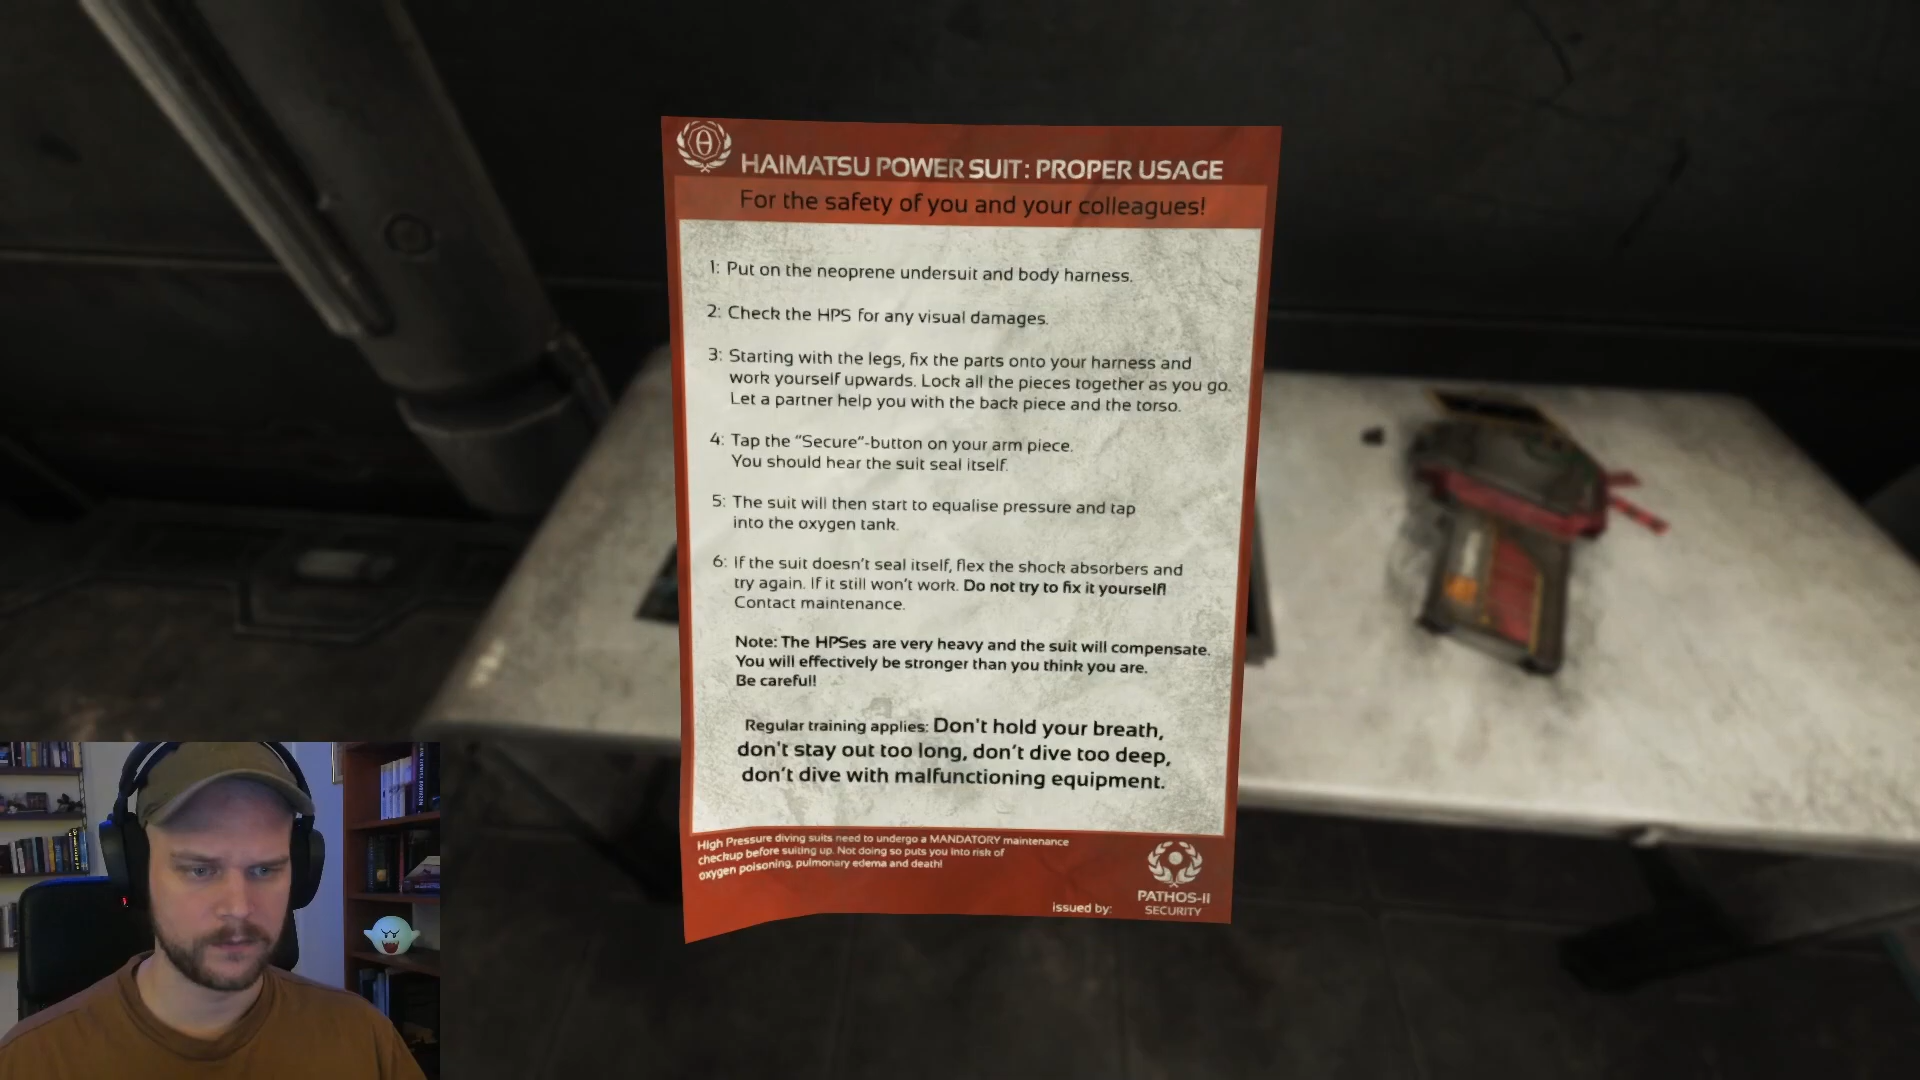 HAIMATSU POWER SUIT: PROPER USAGE
For the safety of you and your colleagues!
1: Put on the neoprene undersuit and body harness.
2: Check the HPS for any visual damages.
3: Starting with the legs, fix the parts onto your harness and
work yourself upwards. Lock all the pieces together as you go.
Let a partner help you with the back piece and the torso.
4: Tap the "Secure"-button on your arm piece.
You should hear the suit seal itself.
5: The suit will then start to equalise pressure and tap
into the oxygen tank.
6: If the suit doesn't seal itself, flex the shock absorbers and
try again. If it still won't work. Do not try to fix it yourself!
Contact maintenance.
Note: The HPSes are very heavy and the suit will compensate.
You will effectively be stronger than you think you are.
Be careful!
Regular training applies: Don't hold your breath,
don't stay out too long, don't dive too deep,
don't dive with malfunctioning equipment.
High Pressure diving suits need to undergo a MANDATORY maintenance
checkup before suiting up. Not doing so puts you into risk of
oxygen poisoning, pulmonary edema and death!
issued by:
PATHOS-II
SECURITY